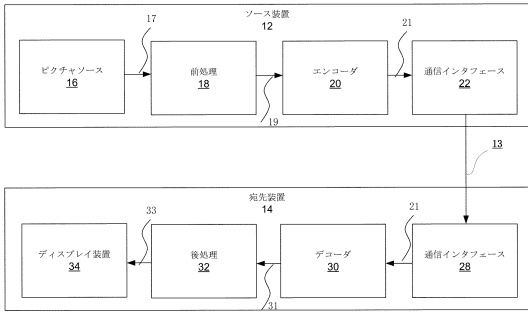 ソース装置
12
17
21
ピクチャソース
16
前処理
18
エンコーダ
20
通信インタフェース
22
19
13
宛先装置
14
33
21
ディスプレイ装置
34
後処理
32
デコーダ
30
通信インタフェース
28
31